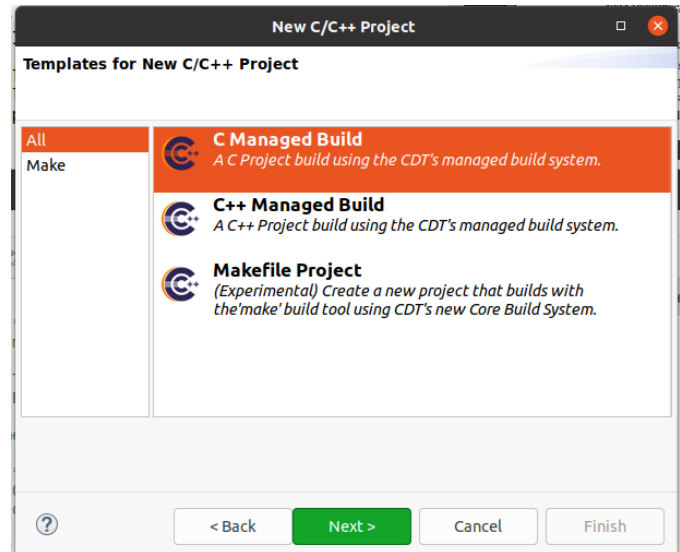 New C/C++ Project
Templates for New C/C++ Project
All
Make
C Managed Build
A C Project build using the CDT's managed build system.
C++ Managed Build
A C++ Project build using the CDT's managed build system.
Makefile Project
(Experimental) Create a new project that builds with
the'make' build tool using CDT's new Core Build System.
< Back
Next >
Cancel
Finish